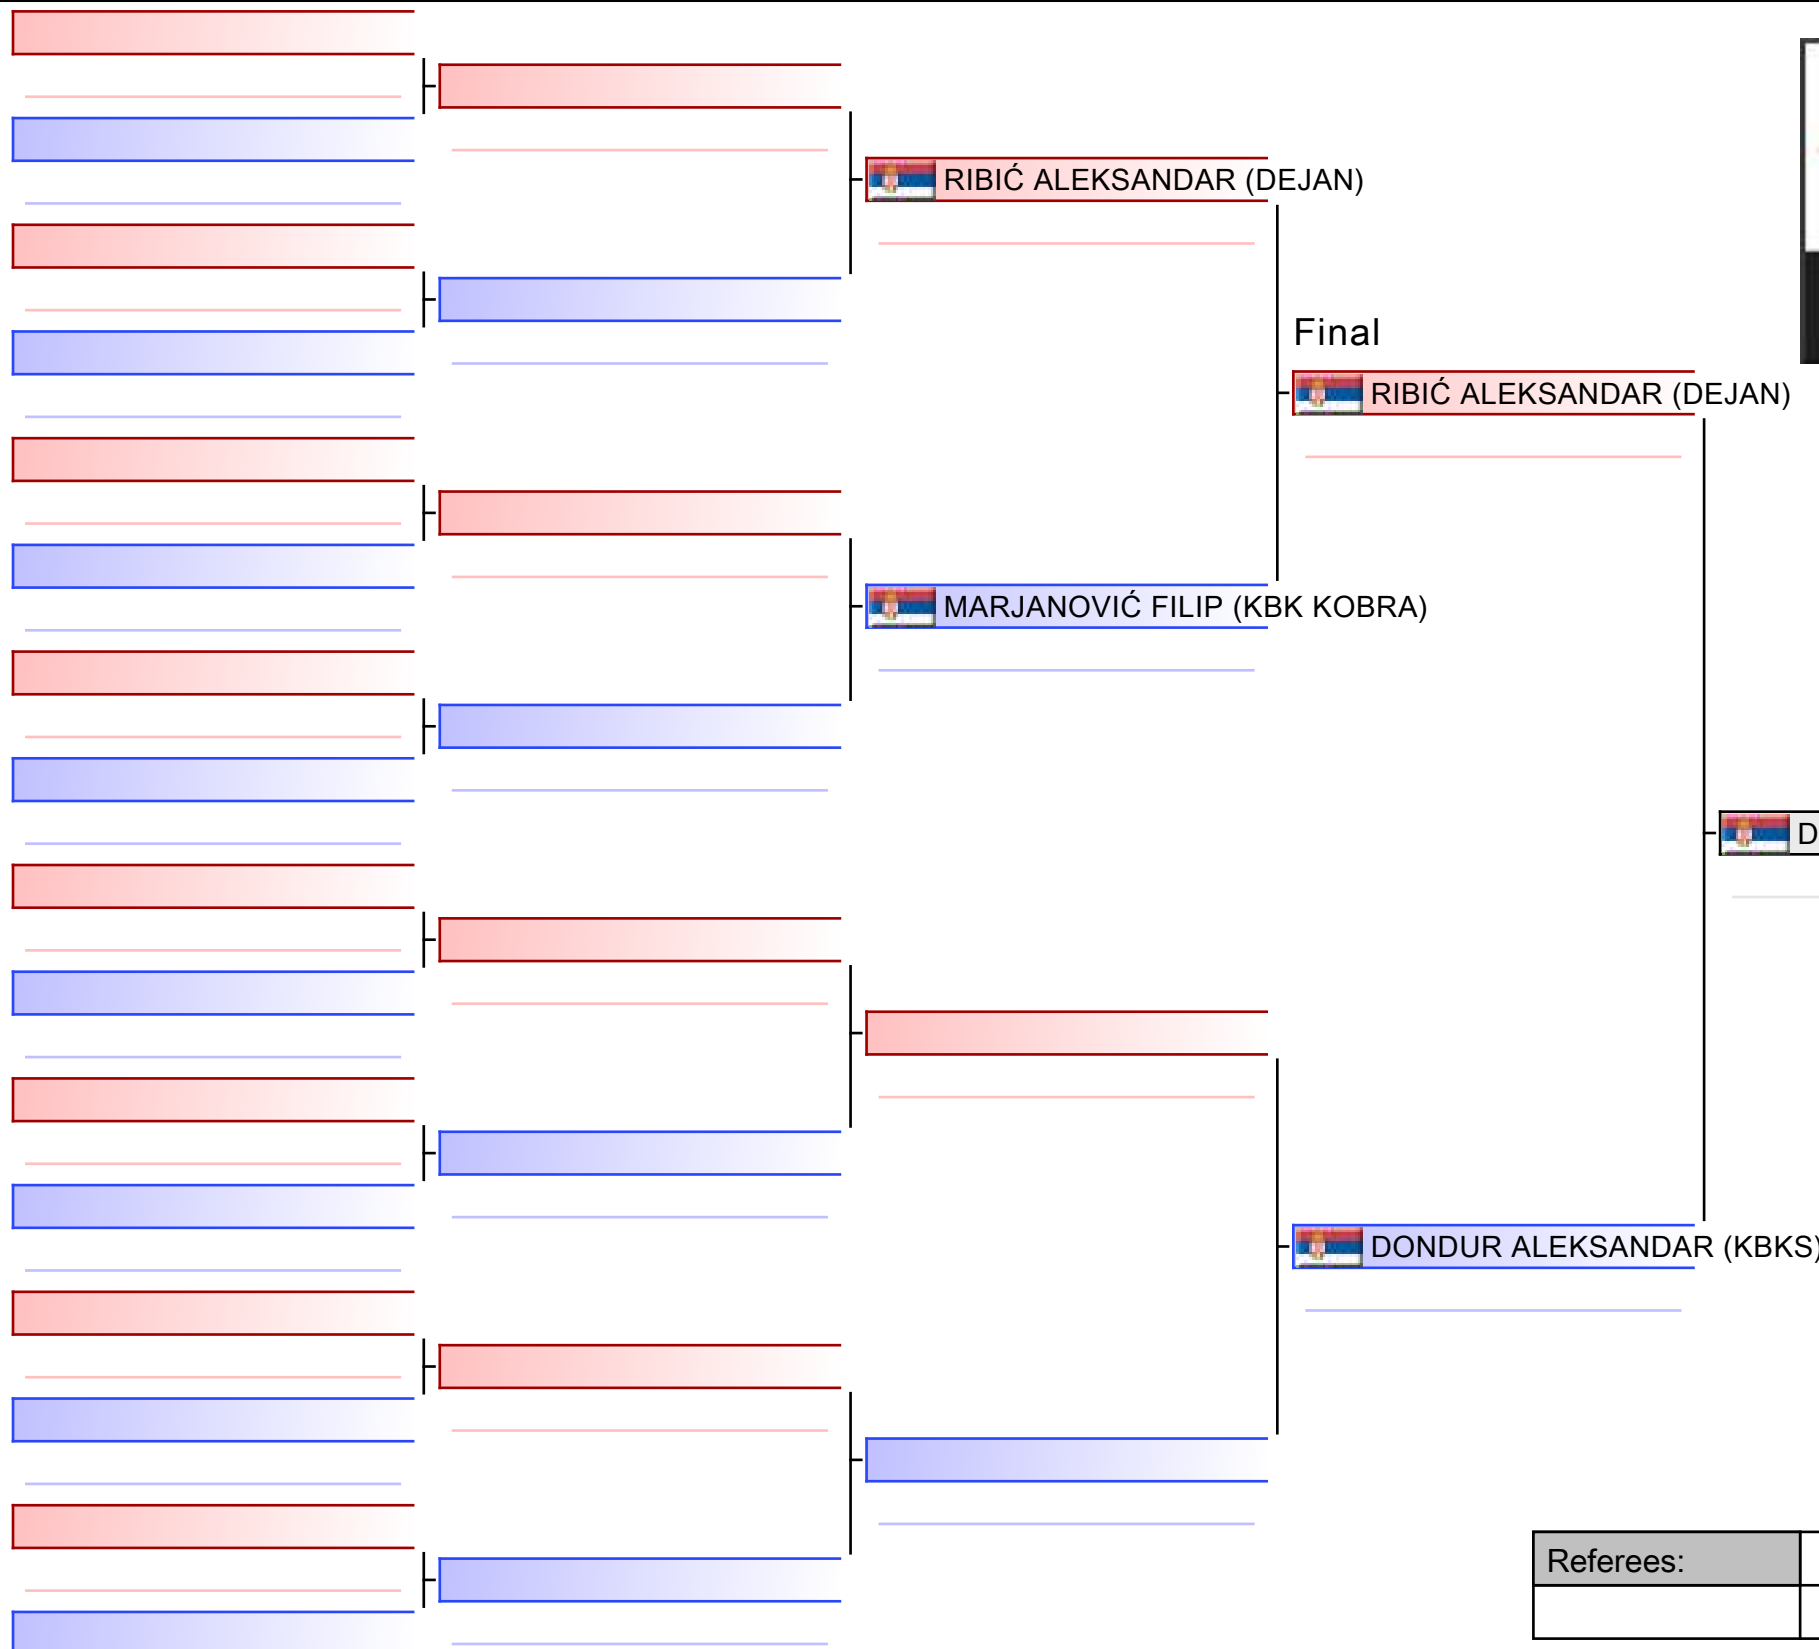 RIBIĆ ALEKSANDAR (DEJAN)
Final
RIBIĆ ALEKSANDAR (DEJAN)
MARJANOVIĆ FILIP (KBK KOBRA)
D
DONDUR ALEKSANDAR (KBKS)
Referees: